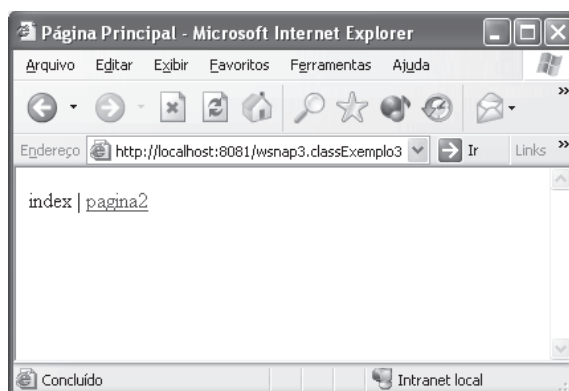 Página Principal - Microsoft Internet Explorer
Arquivo Editar Exibir Favoritos Ferramentas Ajuda
Endereço http://localhost:8081/wsnap3.classExemplo3 Ir Links »
index | pagina2
Concluído Intranet local